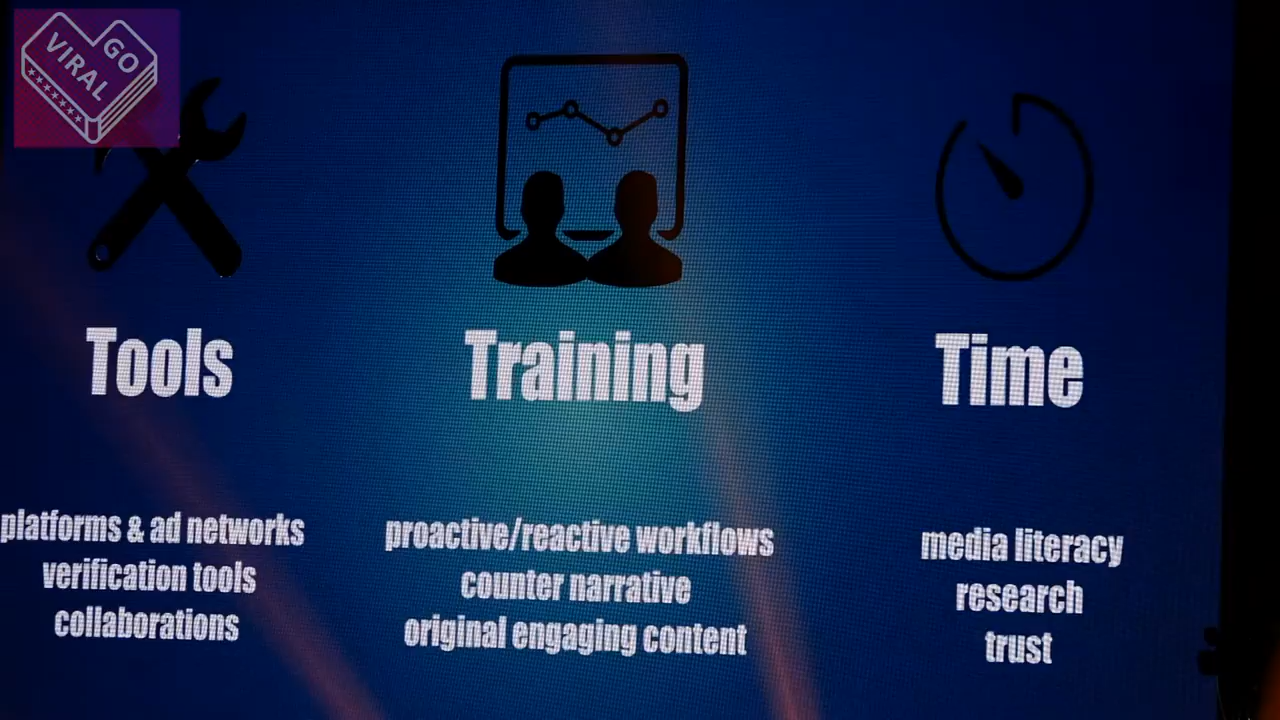 GO
VIRAL
Tools
platforms & ad networks
verification tools
collaborations
Training
proactive/reactive workflows
counter narrative
original engaging content
Time
media literacy
research
trust